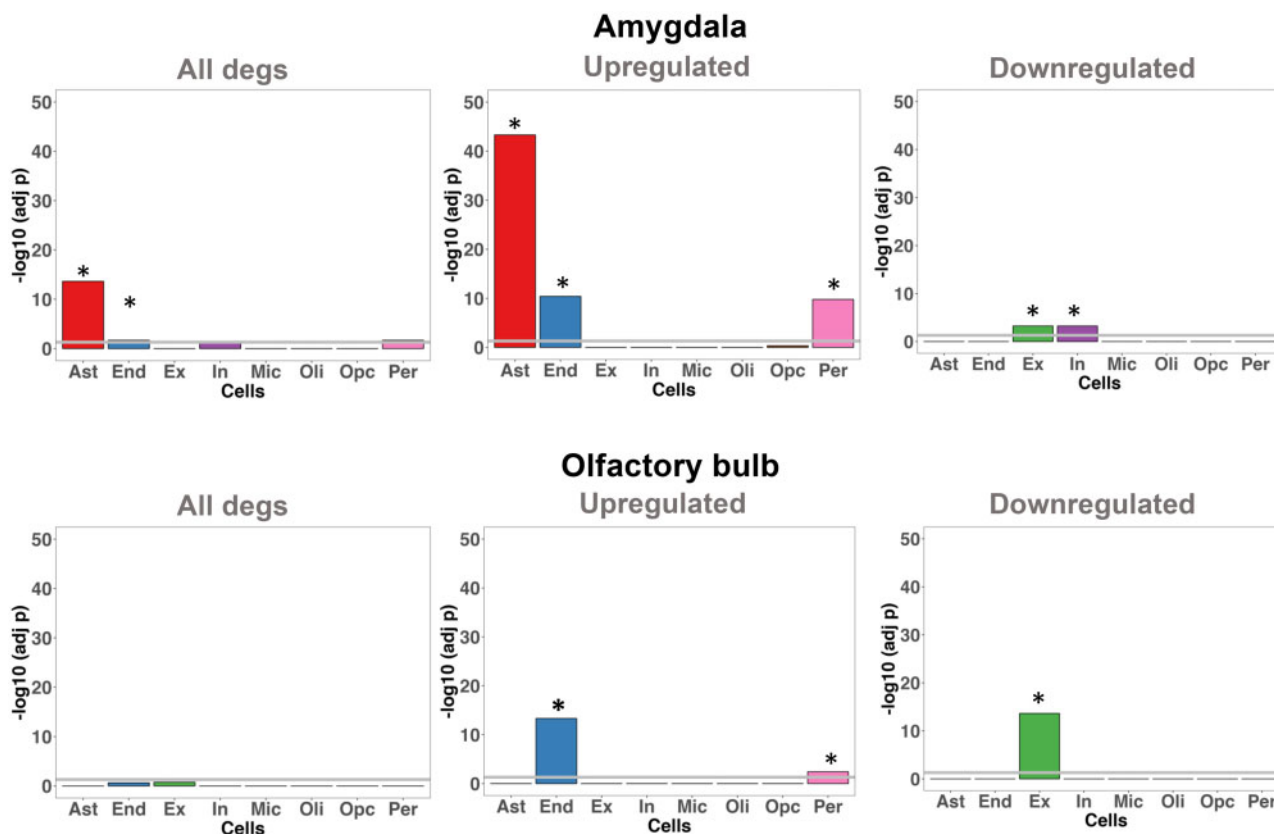 Amygdala
All degs
Upregulated
Downregulated
-log10 (adj p)
50
40
30
20
10
0
*
*
Ast End Ex In Mic Oli Opc Per
Cells
-log10 (adj p)
50
40
30
20
10
0
*
*
*
Ast End Ex In Mic Oli Opc Per
Cells
-log10 (adj p)
50
40
30
20
10
0
* *
Ast End Ex In Mic Oli Opc Per
Cells
Olfactory bulb
All degs
Upregulated
Downregulated
-log10 (adj p)
50
40
30
20
10
0
Ast End Ex In Mic Oli Opc Per
Cells
-log10 (adj p)
50
40
30
20
10
0
*
*
Ast End Ex In Mic Oli Opc Per
Cells
-log10 (adj p)
50
40
30
20
10
0
*
Ast End Ex In Mic Oli Opc Per
Cells